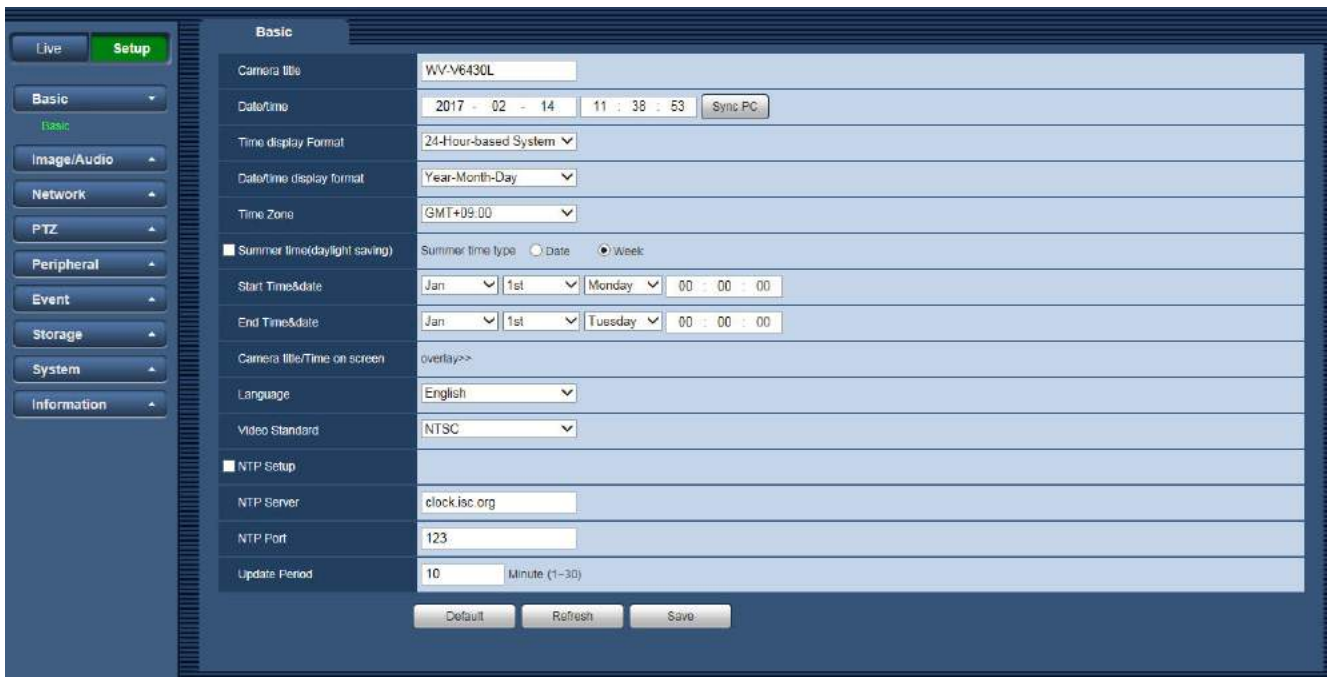 Live Setup
Basic
Basic
Image/Audio
Network
PTZ
Peripheral
Event
Storage
System
Information
Basic
Camera title WV-V6430L
Date/time 2017 - 02 - 14 11 : 38 : 53 Sync PC
Time display Format 24-Hour-based System
Date/time display format Year-Month-Day
Time Zone GMT+09:00
Summer time(daylight saving) Summer time type Date Week
Start Time&date Jan 1st Monday 00 : 00 : 00
End Time&date Jan 1st Tuesday 00 : 00 : 00
Camera title/Time on screen overlay>>
Language English
Video Standard NTSC
NTP Setup
NTP Server clock.isc.org
NTP Port 123
Update Period 10 Minute (1~30)
Default Refresh Save